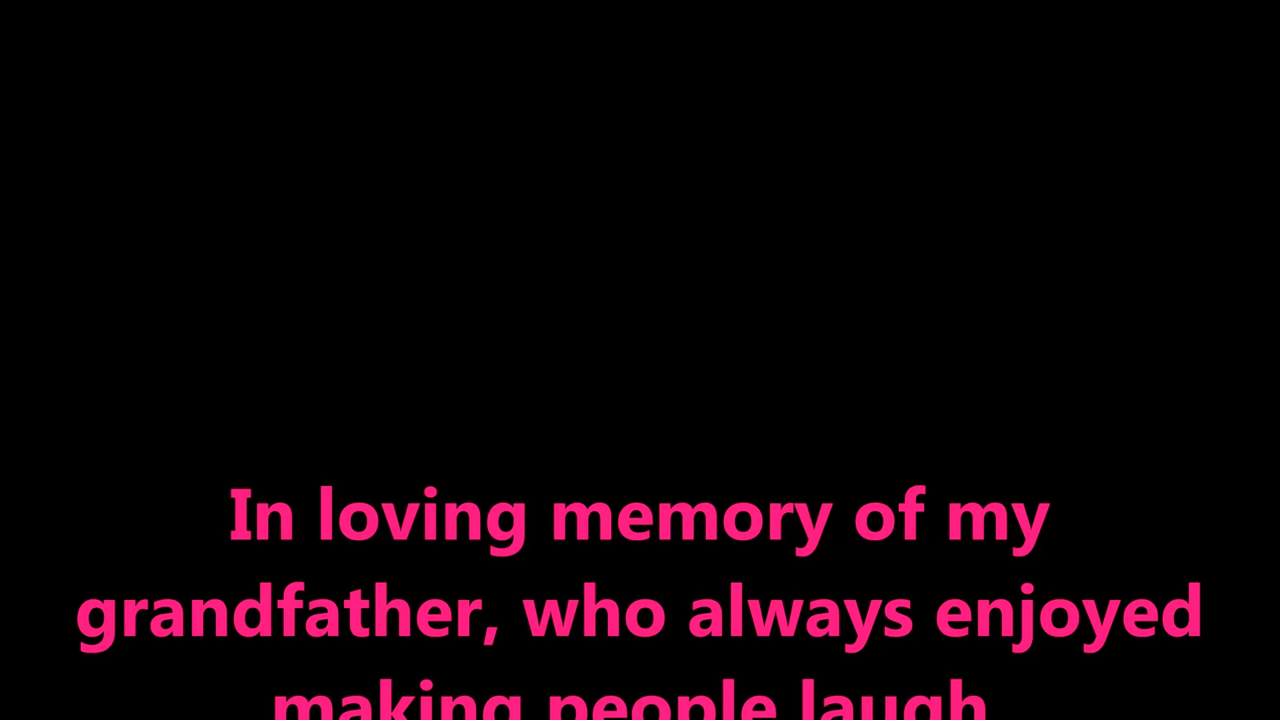 In loving memory of my
grandfather, who always enjoyed
making people laugh